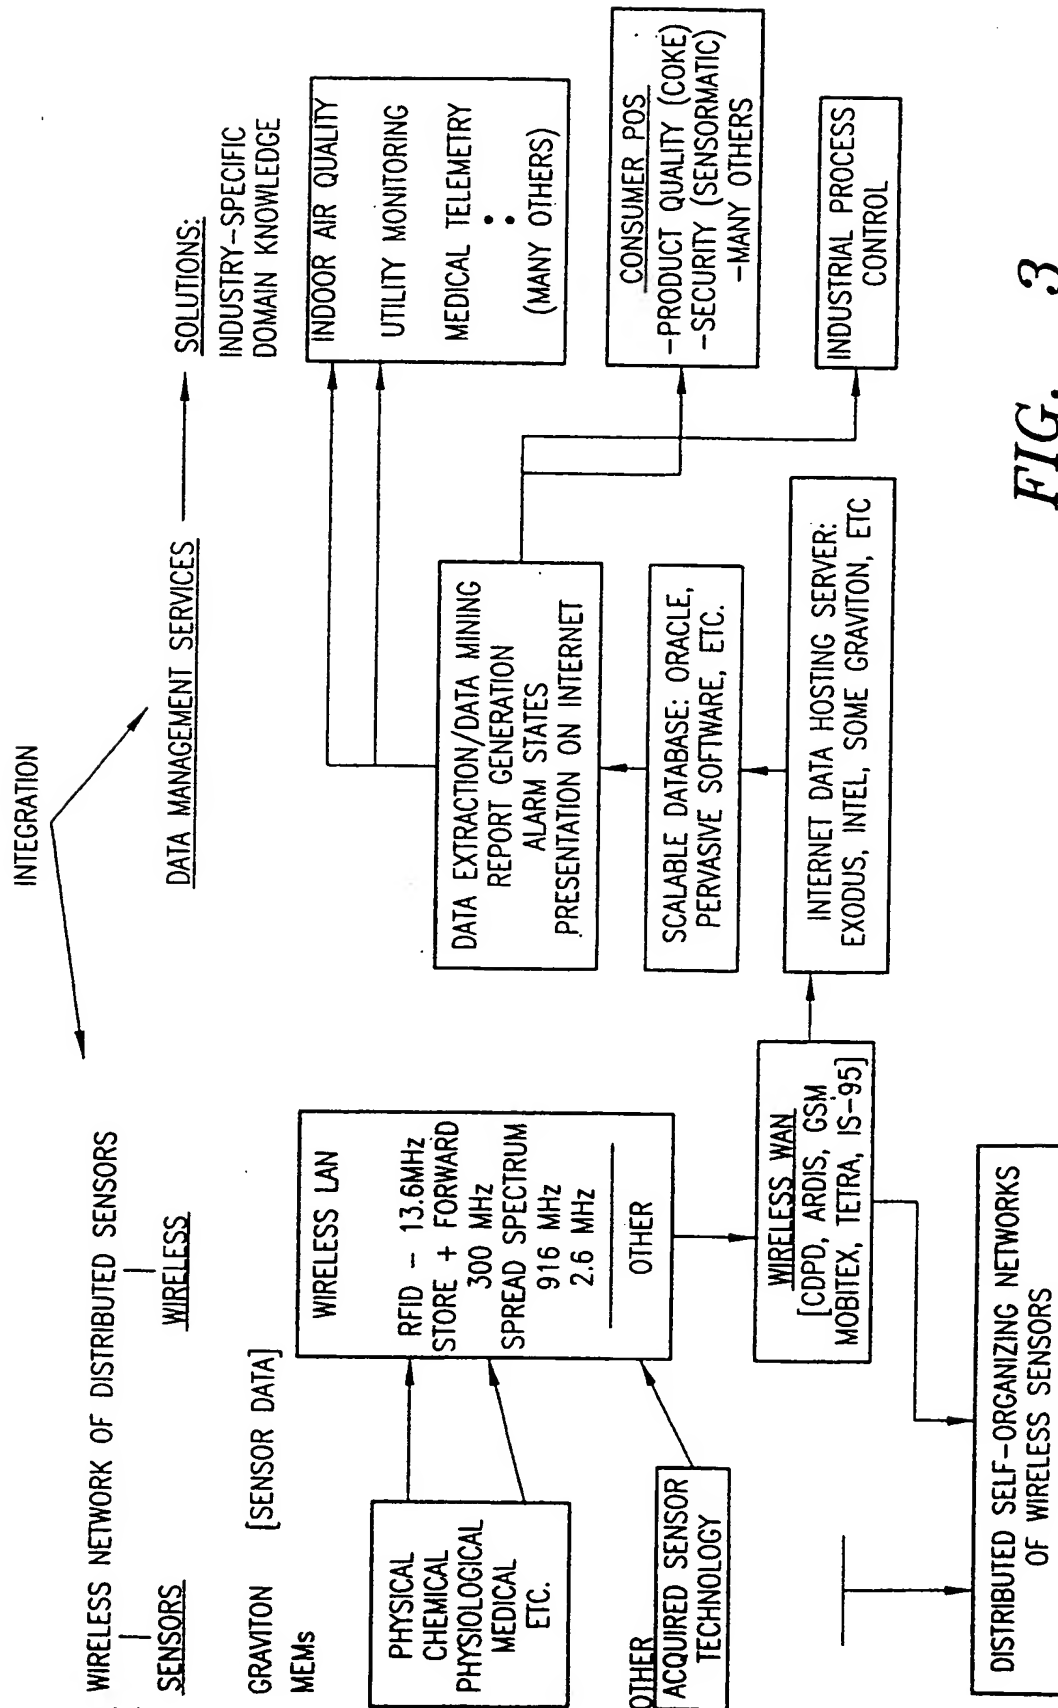 INTEGRATION
WIRELESS NETWORK OF DISTRIBUTED SENSORS
SENSORS
WIRELESS
DATA MANAGEMENT SERVICES
SOLUTIONS:
INDUSTRY-SPECIFIC
DOMAIN KNOWLEDGE
GRAVITON
MEMs
[SENSOR DATA]
PHYSICAL
CHEMICAL
PHYSIOLOGICAL
MEDICAL
ETC.
OTHER
ACQUIRED SENSOR
TECHNOLOGY
WIRELESS LAN
RFID - 13.6MHz
STORE + FORWARD
300 MHz
SPREAD SPECTRUM
916 MHz
2.6 MHz
OTHER
WIRELESS WAN
[CDPD, ARDIS, GSM
MOBITEX, TETRA, IS-95]
DISTRIBUTED SELF-ORGANIZING NETWORKS
OF WIRELESS SENSORS
DATA EXTRACTION/DATA MINING
REPORT GENERATION
ALARM STATES
PRESENTATION ON INTERNET
SCALABLE DATABASE: ORACLE,
PERVASIVE SOFTWARE, ETC.
INTERNET DATA HOSTING SERVER:
EXODUS, INTEL, SOME GRAVITON, ETC
INDOOR AIR QUALITY
UTILITY MONITORING
MEDICAL TELEMETRY
(MANY OTHERS)
CONSUMER POS
-PRODUCT QUALITY (COKE)
-SECURITY (SENSORMATIC)
-MANY OTHERS
INDUSTRIAL PROCESS
CONTROL
FIG. 3